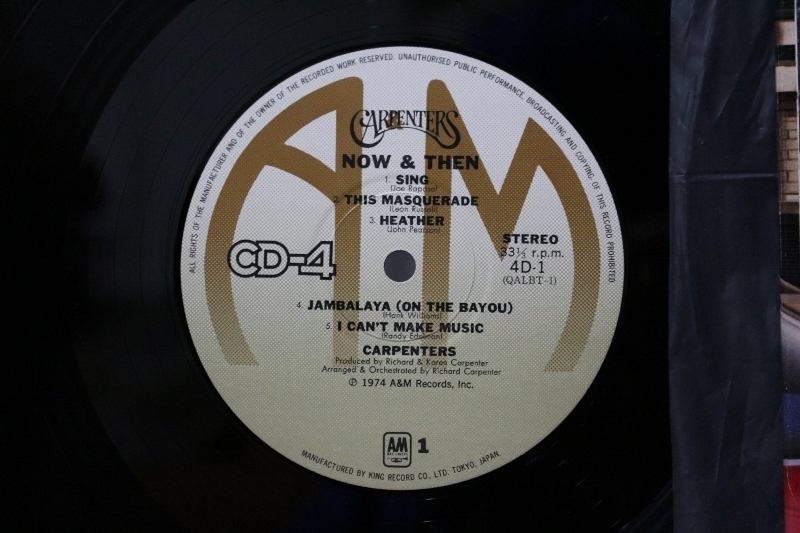 ALL RIGHTS OF THE MANUFACTURER AND OF THE OWNER OF THE RECORDED WORK RESERVED. UNAUTHORISED PUBLIC PERFORMANCE, BROADCASTING AND COPYING OF THIS RECORD PROHIBITED
CARPENTERS
NOW & THEN
1. SING
(Joe Raposo)
2. THIS MASQUERADE
(Leon Russell)
3. HEATHER
(John Pearson)
CD-4
STEREO
33⅓ r.p.m.
4D-1
(QALBT-1)
4. JAMBALAYA (ON THE BAYOU)
(Hank Williams)
5. I CAN'T MAKE MUSIC
(Randy Edelman)
CARPENTERS
Produced by Richard & Karen Carpenter
Arranged & Orchestrated by Richard Carpenter
℗ 1974 A&M Records, Inc.
AM
RECORDS
1
MANUFACTURED BY KING RECORD CO., LTD. TOKYO, JAPAN.